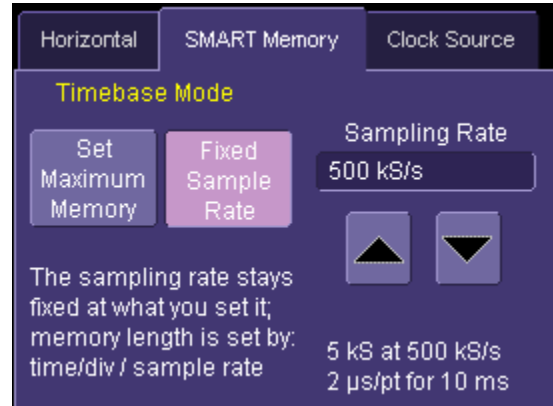 Horizontal
SMART Memory
Clock Source
Timebase Mode
Set
Maximum
Memory
Fixed
Sample
Rate
Sampling Rate
500 kS/s
The sampling rate stays
fixed at what you set it;
memory length is set by:
time/div / sample rate
5 kS at 500 kS/s
2 µs/pt for 10 ms